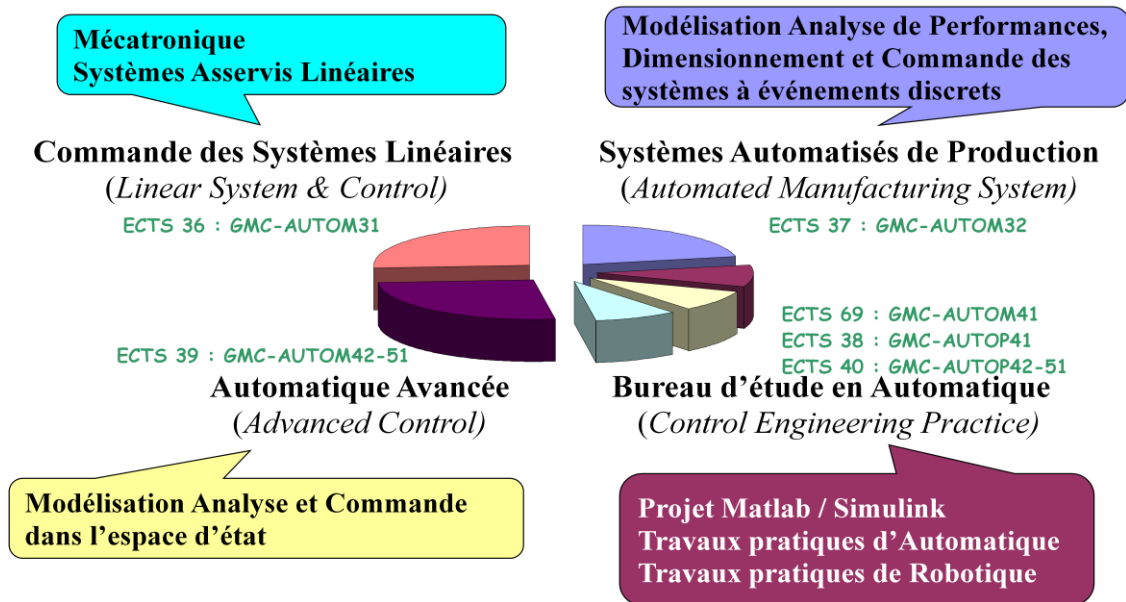 Mécatronique
Systèmes Asservis Linéaires
Modélisation Analyse de Performances,
Dimensionnement et Commande des
systèmes à événements discrets
Commande des Systèmes Linéaires
(Linear System & Control)
ECTS 36 : GMC-AUTOM31
Systèmes Automatisés de Production
(Automated Manufacturing System)
ECTS 37 : GMC-AUTOM32
ECTS 39 : GMC-AUTOM42-51
Automatique Avancée
(Advanced Control)
ECTS 69 : GMC-AUTOM41
ECTS 38 : GMC-AUTOP41
ECTS 40 : GMC-AUTOP42-51
Bureau d’étude en Automatique
(Control Engineering Practice)
Modélisation Analyse et Commande
dans l’espace d’état
Projet Matlab / Simulink
Travaux pratiques d’Automatique
Travaux pratiques de Robotique